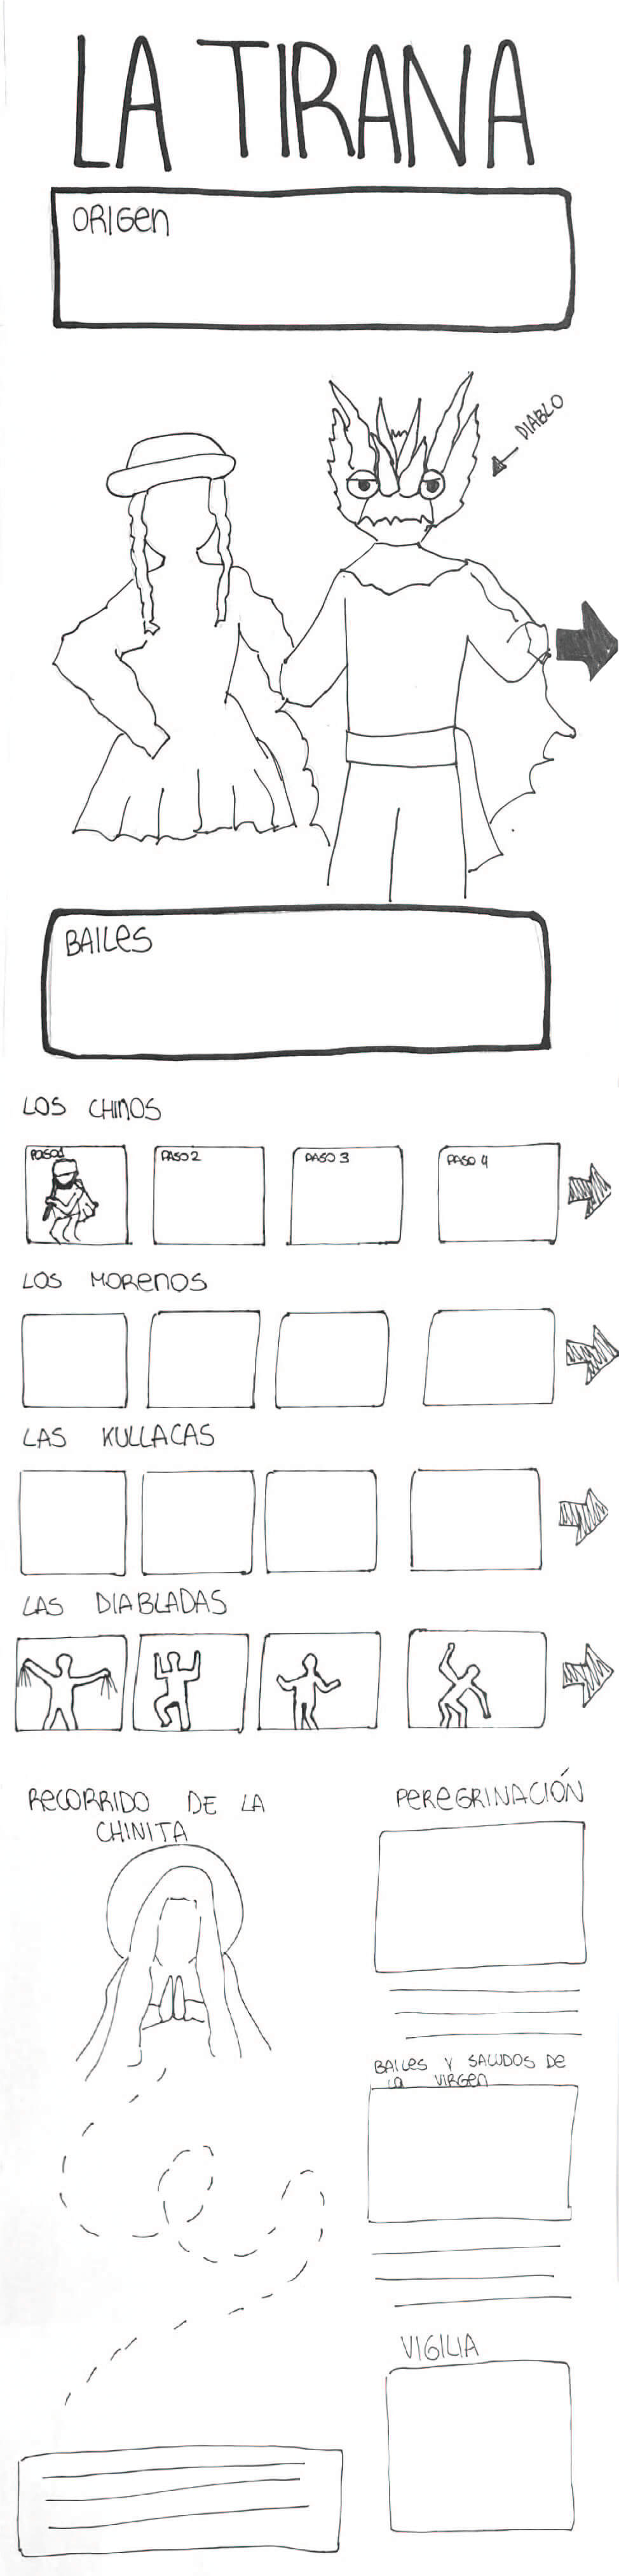 LA TIRANA
ORIGen
DIABLO
BAILes
LOS CHINOS
PASO 1
PASO 2
PASO 3
PASO 4
LOS MORENOS
LAS KULLACAS
LAS DIABLADAS
RECORRIDO DE LA
CHINITA
PEREGRINACIÓN
BAILes Y SALUDOS De
La VIRGen
VIGILIA